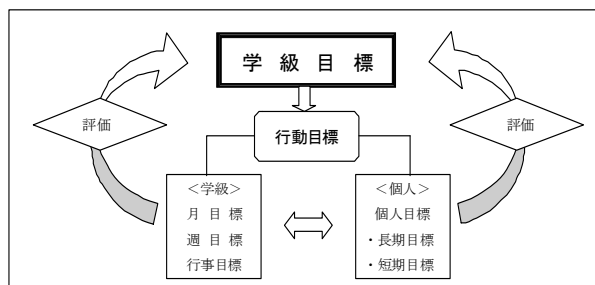 学 級 目 標
評価
行動目標
評価
＜学級＞
月 目 標
週 目 標
行事目標
＜個人＞
個人目標
・長期目標
・短期目標